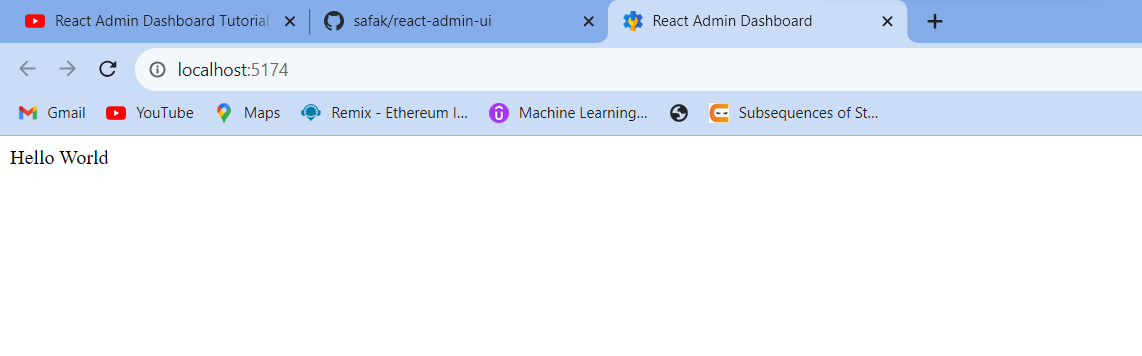 React Admin Dashboard Tutorial
safak/react-admin-ui
React Admin Dashboard
localhost:5174
Gmail
YouTube
Maps
Remix - Ethereum I...
Machine Learning...
Subsequences of St...
Hello World